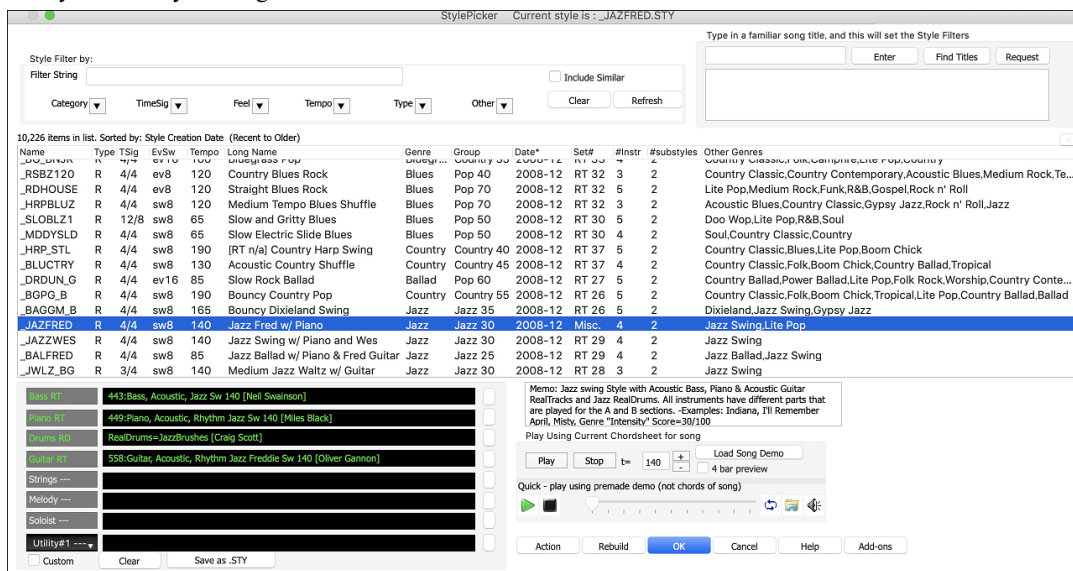 StylePicker Current style is : _JAZFRED.STY
Type in a familiar song title, and this will set the Style Filters
Enter Find Titles Request
Style Filter by:
Filter String Include Similar
Category TimeSig Feel Tempo Type Other Clear Refresh
10,226 items in list. Sorted by: Style Creation Date (Recent to Older)
Name Type TSig EvSw Tempo Long Name Genre Group Date* Set# #Instr #substyles Other Genres
_BG_BNJR R 4/4 ev16 100 Bluegrass Pop Bluegr... Country 55 2008-12 RT 33 4 2 Country Classic,Folk,Campfire,Lite Pop,Country
_RSBZ120 R 4/4 ev8 120 Country Blues Rock Blues Pop 40 2008-12 RT 32 3 2 Country Classic,Country Contemporary,Acoustic Blues,Medium Rock,Te...
_RDHOUSE R 4/4 ev8 120 Straight Blues Rock Blues Pop 70 2008-12 RT 32 5 2 Lite Pop,Medium Rock,Funk,R&B,Gospel,Rock n' Roll
_HRPBLUZ R 4/4 sw8 120 Medium Tempo Blues Shuffle Blues Pop 70 2008-12 RT 32 3 2 Acoustic Blues,Country Classic,Gypsy Jazz,Rock n' Roll,Jazz
_SLOBLZ1 R 12/8 sw8 65 Slow and Gritty Blues Blues Pop 50 2008-12 RT 30 5 2 Doo Wop,Lite Pop,R&B,Soul
_MDDYSLD R 4/4 sw8 65 Slow Electric Slide Blues Blues Pop 50 2008-12 RT 30 4 2 Soul,Country Classic,Country
_HRP_STL R 4/4 sw8 190 [RT n/a] Country Harp Swing Country Country 40 2008-12 RT 37 5 2 Country Classic,Blues,Lite Pop,Boom Chick
_BLUCTRY R 4/4 sw8 130 Acoustic Country Shuffle Country Country 45 2008-12 RT 37 4 2 Country Classic,Folk,Boom Chick,Country Ballad,Tropical
_DRDUN_G R 4/4 ev16 85 Slow Rock Ballad Ballad Pop 60 2008-12 RT 27 5 2 Country Ballad,Power Ballad,Lite Pop,Folk Rock,Worship,Country Conte...
_BGPG_B R 4/4 sw8 190 Bouncy Country Pop Country Country 55 2008-12 RT 26 5 2 Country Classic,Folk,Boom Chick,Tropical,Lite Pop,Country Ballad,Ballad
_BAGGM_B R 4/4 sw8 165 Bouncy Dixieland Swing Jazz Jazz 35 2008-12 RT 26 5 2 Dixieland,Jazz Swing,Gypsy Jazz
_JAZFRED R 4/4 sw8 140 Jazz Fred w/ Piano Jazz Jazz 30 2008-12 Misc. 4 2 Jazz Swing,Lite Pop
_JAZZWES R 4/4 sw8 140 Jazz Swing w/ Piano and Wes Jazz Jazz 30 2008-12 RT 29 4 2 Jazz Swing
_BALFRED R 4/4 sw8 85 Jazz Ballad w/ Piano & Fred Guitar Jazz Jazz 25 2008-12 RT 29 4 2 Jazz Ballad,Jazz Swing
_JWLZ_BG R 3/4 sw8 140 Medium Jazz Waltz w/ Guitar Jazz Jazz 30 2008-12 RT 28 3 2 Jazz Swing
Bass RT 443:Bass, Acoustic, Jazz Sw 140 [Neil Swainson]
Piano RT 449:Piano, Acoustic, Rhythm Jazz Sw 140 [Miles Black]
Drums RD RealDrums=JazzBrushes [Craig Scott]
Guitar RT 558:Guitar, Acoustic, Rhythm Jazz Freddie Sw 140 [Oliver Gannon]
Strings ---
Melody ---
Soloist ---
Utility#1 ---
Custom Clear Save as .STY
Memo: Jazz swing Style with Acoustic Bass, Piano & Acoustic Guitar
RealTracks and Jazz RealDrums. All instruments have different parts that
are played for the A and B sections. -Examples: Indiana, I'll Remember
April, Misty, Genre "Intensity" Score=30/100
Play Using Current Chordsheet for song
Play Stop t= 140 + - Load Song Demo
4 bar preview
Quick - play using premade demo (not chords of song)
Action Rebuild OK Cancel Help Add-ons